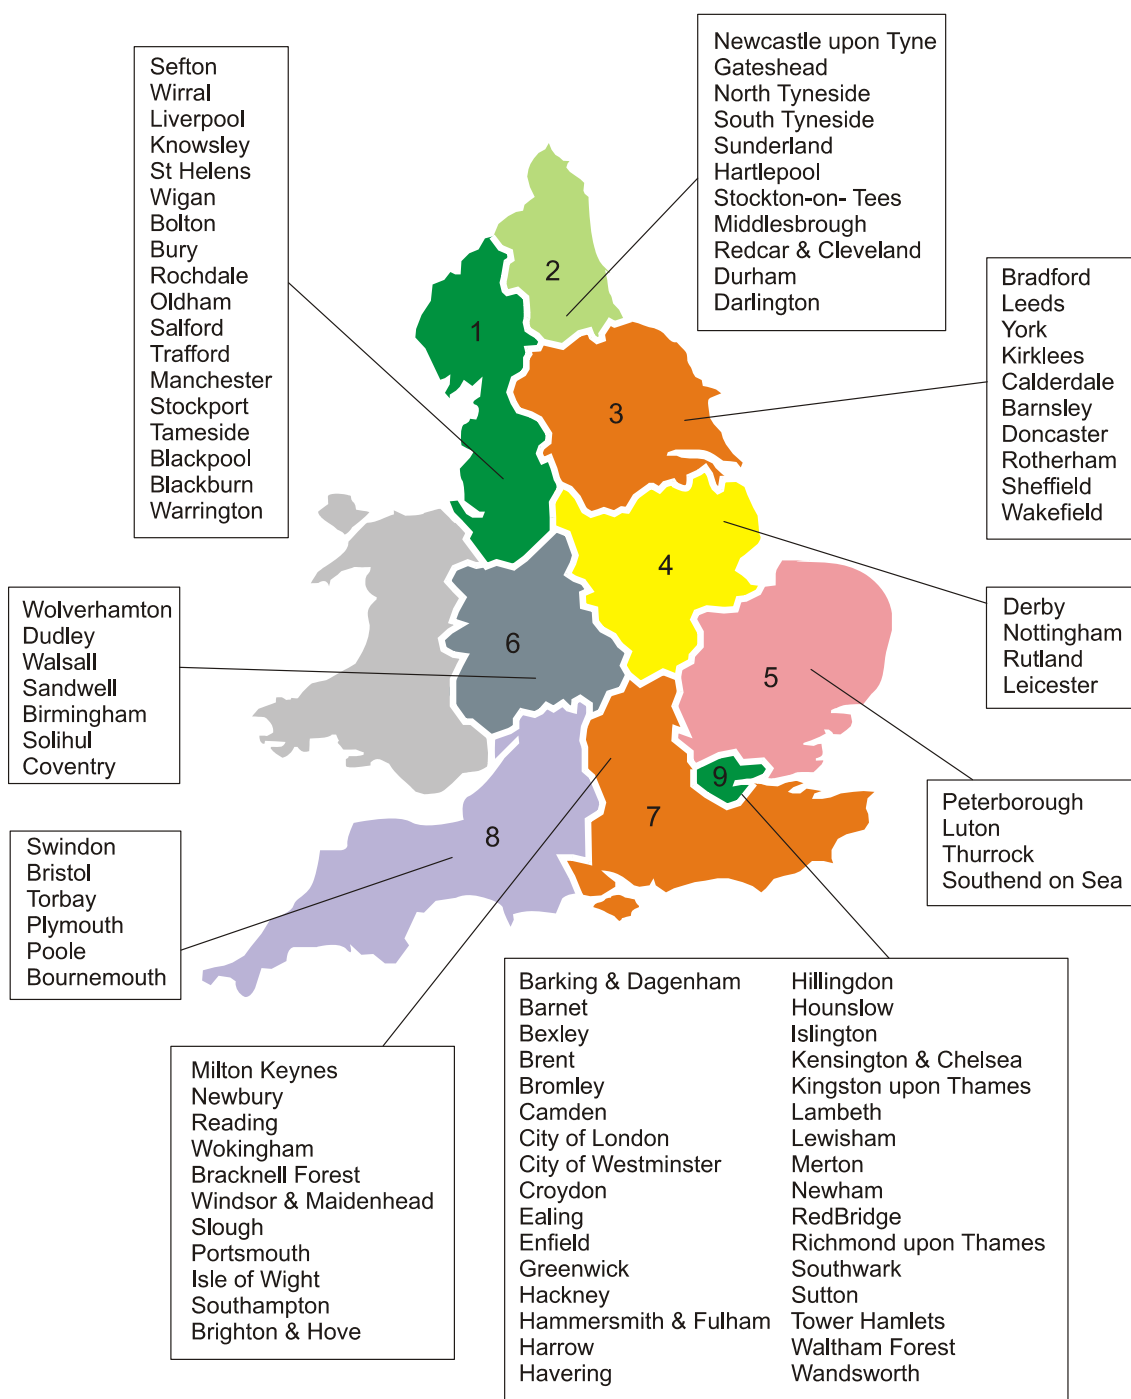 Sefton
Wirral
Liverpool
Knowsley
St Helens
Wigan
Bolton
Bury
Rochdale
Oldham
Salford
Trafford
Manchester
Stockport
Tameside
Blackpool
Blackburn
Warrington
Newcastle upon Tyne
Gateshead
North Tyneside
South Tyneside
Sunderland
Hartlepool
Stockton-on- Tees
Middlesbrough
Redcar & Cleveland
Durham
Darlington
Bradford
Leeds
York
Kirklees
Calderdale
Barnsley
Doncaster
Rotherham
Sheffield
Wakefield
2
1
3
4
6
5
9
7
8
Wolverhamton
Dudley
Walsall
Sandwell
Birmingham
Solihul
Coventry
Derby
Nottingham
Rutland
Leicester
Peterborough
Luton
Thurrock
Southend on Sea
Swindon
Bristol
Torbay
Plymouth
Poole
Bournemouth
Milton Keynes
Newbury
Reading
Wokingham
Bracknell Forest
Windsor & Maidenhead
Slough
Portsmouth
Isle of Wight
Southampton
Brighton & Hove
Barking & Dagenham
Barnet
Bexley
Brent
Bromley
Camden
City of London
City of Westminster
Croydon
Ealing
Enfield
Greenwick
Hackney
Hammersmith & Fulham
Harrow
Havering
Hillingdon
Hounslow
Islington
Kensington & Chelsea
Kingston upon Thames
Lambeth
Lewisham
Merton
Newham
RedBridge
Richmond upon Thames
Southwark
Sutton
Tower Hamlets
Waltham Forest
Wandsworth